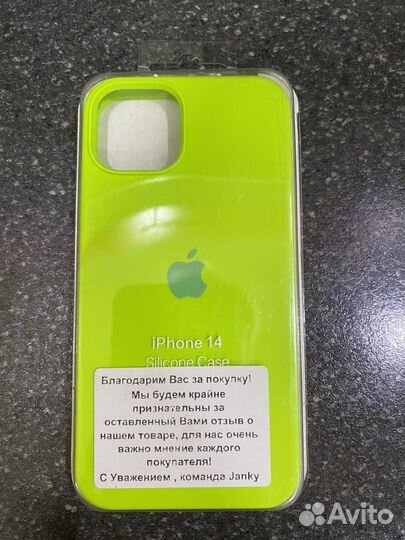 iPhone 14
Silicone Case
Благодарим Вас за покупку!
Мы будем крайне
признательны за
оставленный Вами отзыв о
нашем товаре, для нас очень
важно мнение каждого
покупателя!
С Уважением , команда Janky
Avito